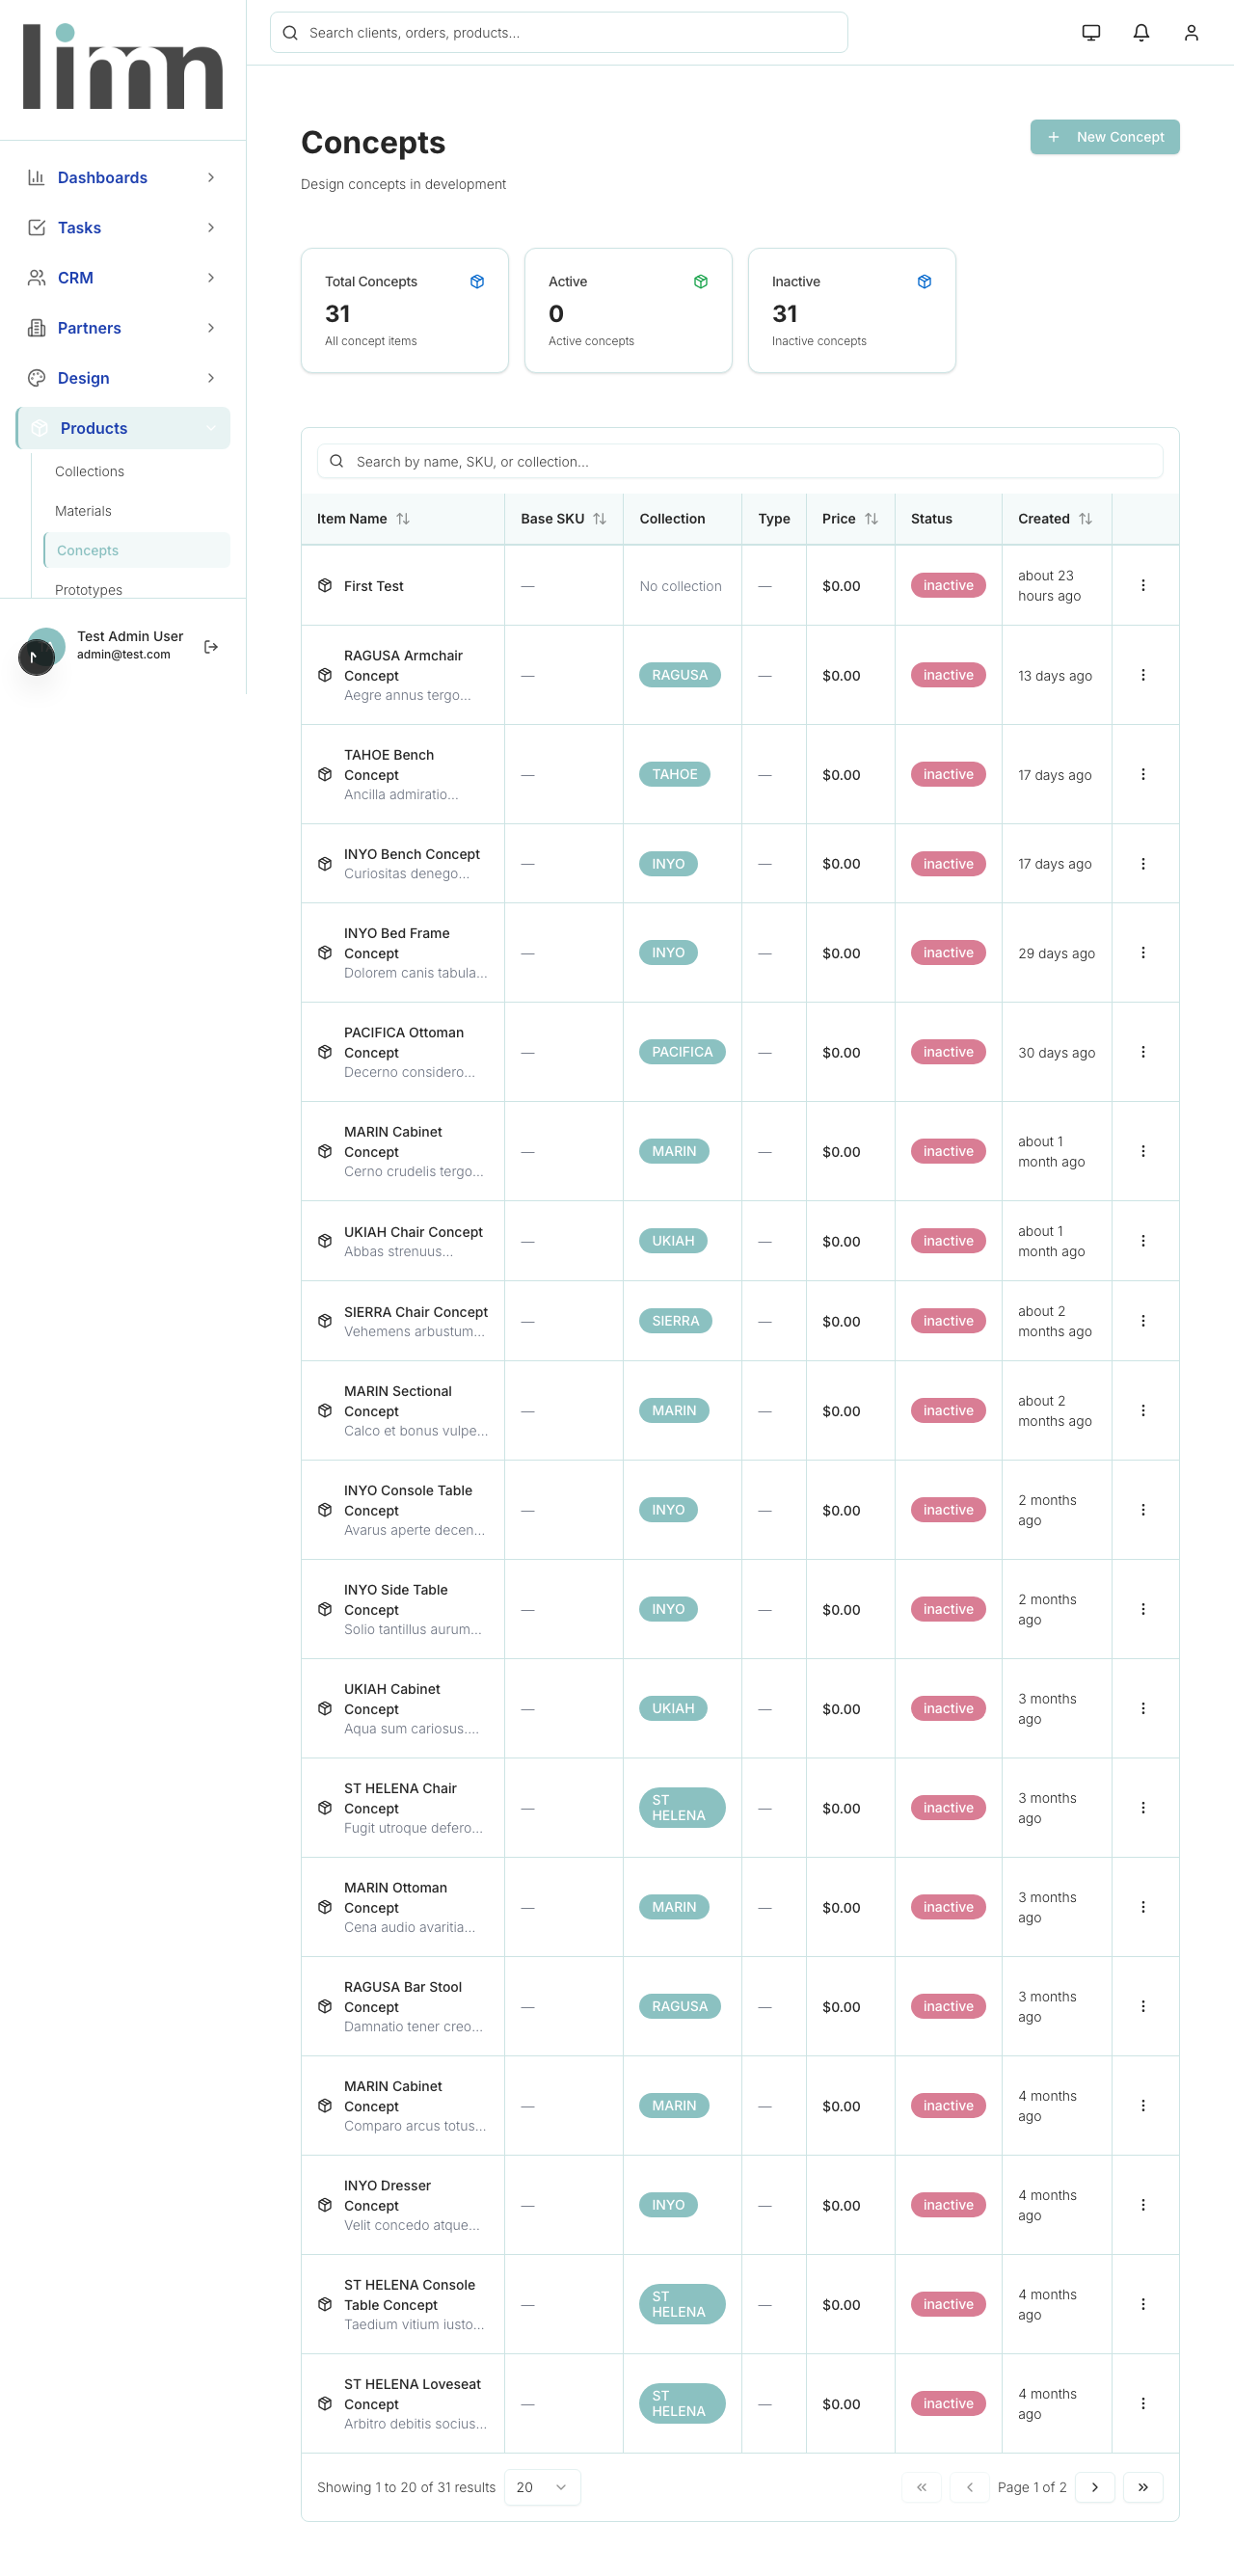 limn
Search clients, orders, products...
Dashboards
Tasks
CRM
Partners
Design
Products
Collections
Materials
Concepts
Prototypes
Test Admin User
admin@test.com
Concepts
New Concept
Design concepts in development
Total Concepts
31
All concept items
Active
0
Active concepts
Inactive
31
Inactive concepts
Search by name, SKU, or collection...
Item Name Base SKU Collection Type Price Status Created
First Test — No collection — $0.00 inactive about 23
hours ago
RAGUSA Armchair
Concept
Aegre annus tergo...
— RAGUSA — $0.00 inactive 13 days ago
TAHOE Bench
Concept
Ancilla admiratio...
— TAHOE — $0.00 inactive 17 days ago
INYO Bench Concept
Curiositas denego...
— INYO — $0.00 inactive 17 days ago
INYO Bed Frame
Concept
Dolorem canis tabula...
— INYO — $0.00 inactive 29 days ago
PACIFICA Ottoman
Concept
Decerno considero...
— PACIFICA — $0.00 inactive 30 days ago
MARIN Cabinet
Concept
Cerno crudelis tergo...
— MARIN — $0.00 inactive about 1
month ago
UKIAH Chair Concept
Abbas strenuus...
— UKIAH — $0.00 inactive about 1
month ago
SIERRA Chair Concept
Vehemens arbustum...
— SIERRA — $0.00 inactive about 2
months ago
MARIN Sectional
Concept
Calco et bonus vulpe...
— MARIN — $0.00 inactive about 2
months ago
INYO Console Table
Concept
Avarus aperte decen...
— INYO — $0.00 inactive 2 months
ago
INYO Side Table
Concept
Solio tantillus aurum...
— INYO — $0.00 inactive 2 months
ago
UKIAH Cabinet
Concept
Aqua sum cariosus....
— UKIAH — $0.00 inactive 3 months
ago
ST HELENA Chair
Concept
Fugit utroque defero...
— ST
HELENA — $0.00 inactive 3 months
ago
MARIN Ottoman
Concept
Cena audio avaritia...
— MARIN — $0.00 inactive 3 months
ago
RAGUSA Bar Stool
Concept
Damnatio tener creo...
— RAGUSA — $0.00 inactive 3 months
ago
MARIN Cabinet
Concept
Comparo arcus totus...
— MARIN — $0.00 inactive 4 months
ago
INYO Dresser
Concept
Velit concedo atque...
— INYO — $0.00 inactive 4 months
ago
ST HELENA Console
Table Concept
Taedium vitium iusto...
— ST
HELENA — $0.00 inactive 4 months
ago
ST HELENA Loveseat
Concept
Arbitro debitis socius...
— ST
HELENA — $0.00 inactive 4 months
ago
Showing 1 to 20 of 31 results 20 Page 1 of 2